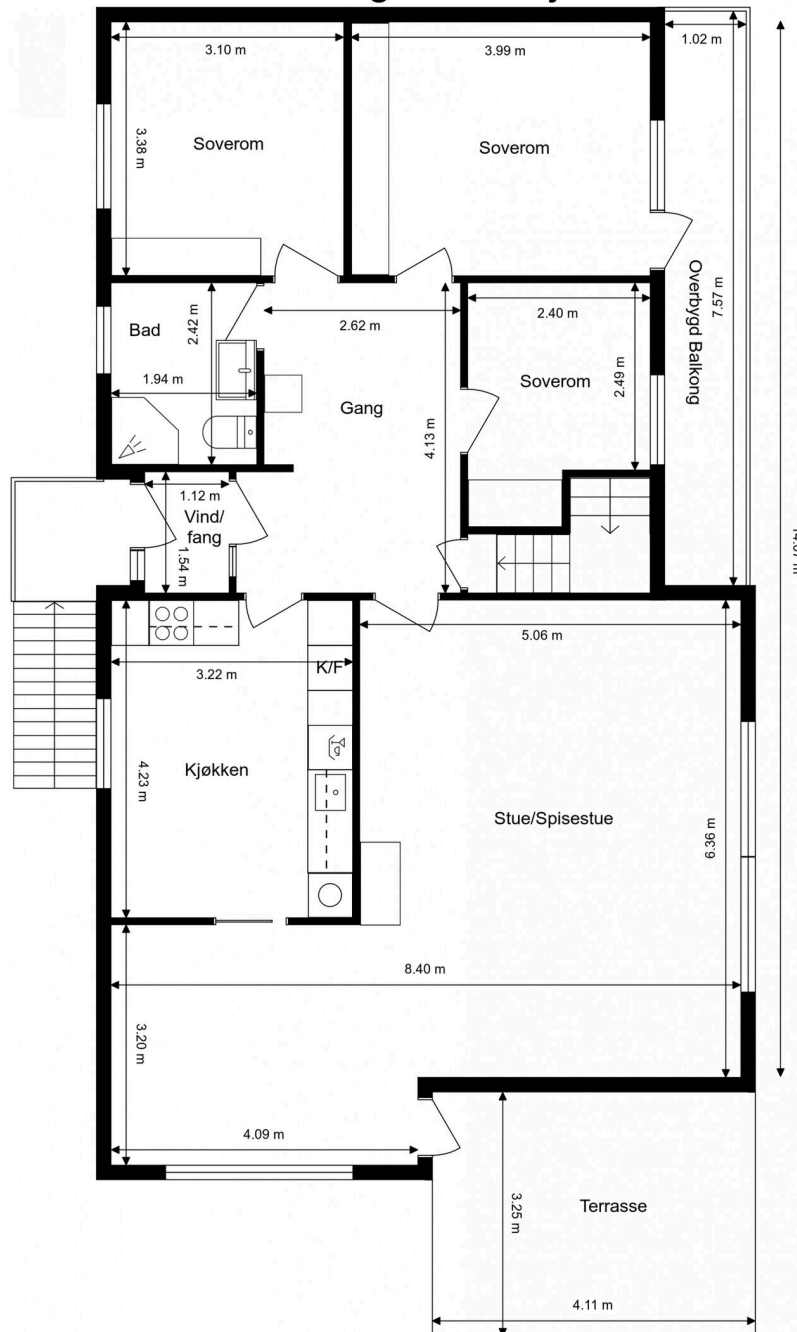 3.10 m
3.99 m
1.02 m
3.38 m
Soverom
Soverom
Overbygd Balkong
7.57 m
Bad
2.42 m
2.62 m
2.40 m
1.94 m
Soverom
2.49 m
Gang
4.13 m
1.12 m
Vind/
fang
1.54 m
5.06 m
3.22 m
K/F
4.23 m
Kjøkken
Stue/Spisestue
6.36 m
8.40 m
3.20 m
4.09 m
3.25 m
Terrasse
4.11 m